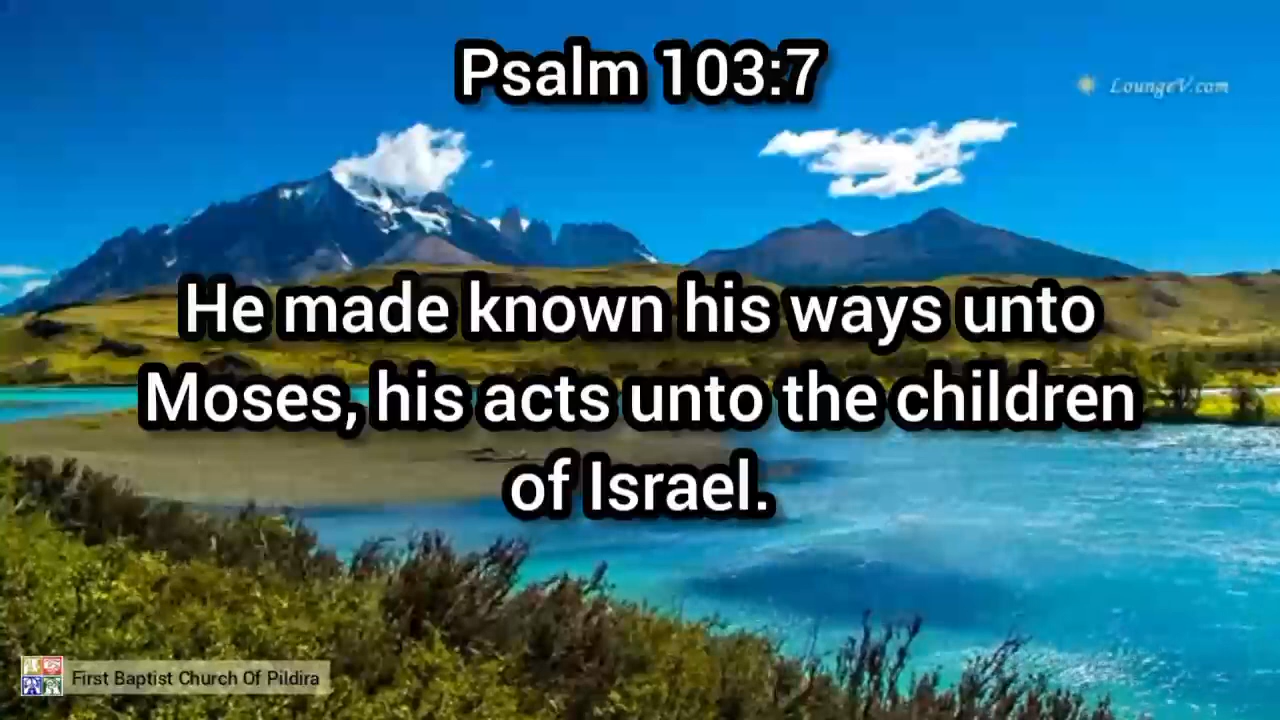 Psalm 103:7
LoungeV.com
He made known his ways unto
Moses, his acts unto the children
of Israel.
First Baptist Church Of Pildira